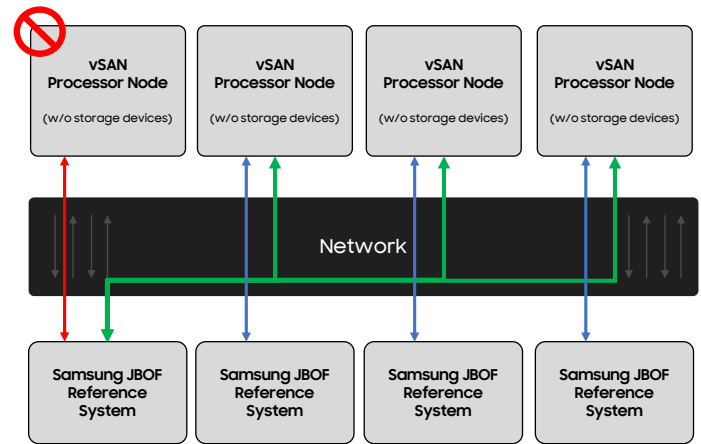 vSAN
Processor Node
(w/o storage devices)
vSAN
Processor Node
(w/o storage devices)
vSAN
Processor Node
(w/o storage devices)
vSAN
Processor Node
(w/o storage devices)
Network
Samsung JBOF
Reference
System
Samsung JBOF
Reference
System
Samsung JBOF
Reference
System
Samsung JBOF
Reference
System